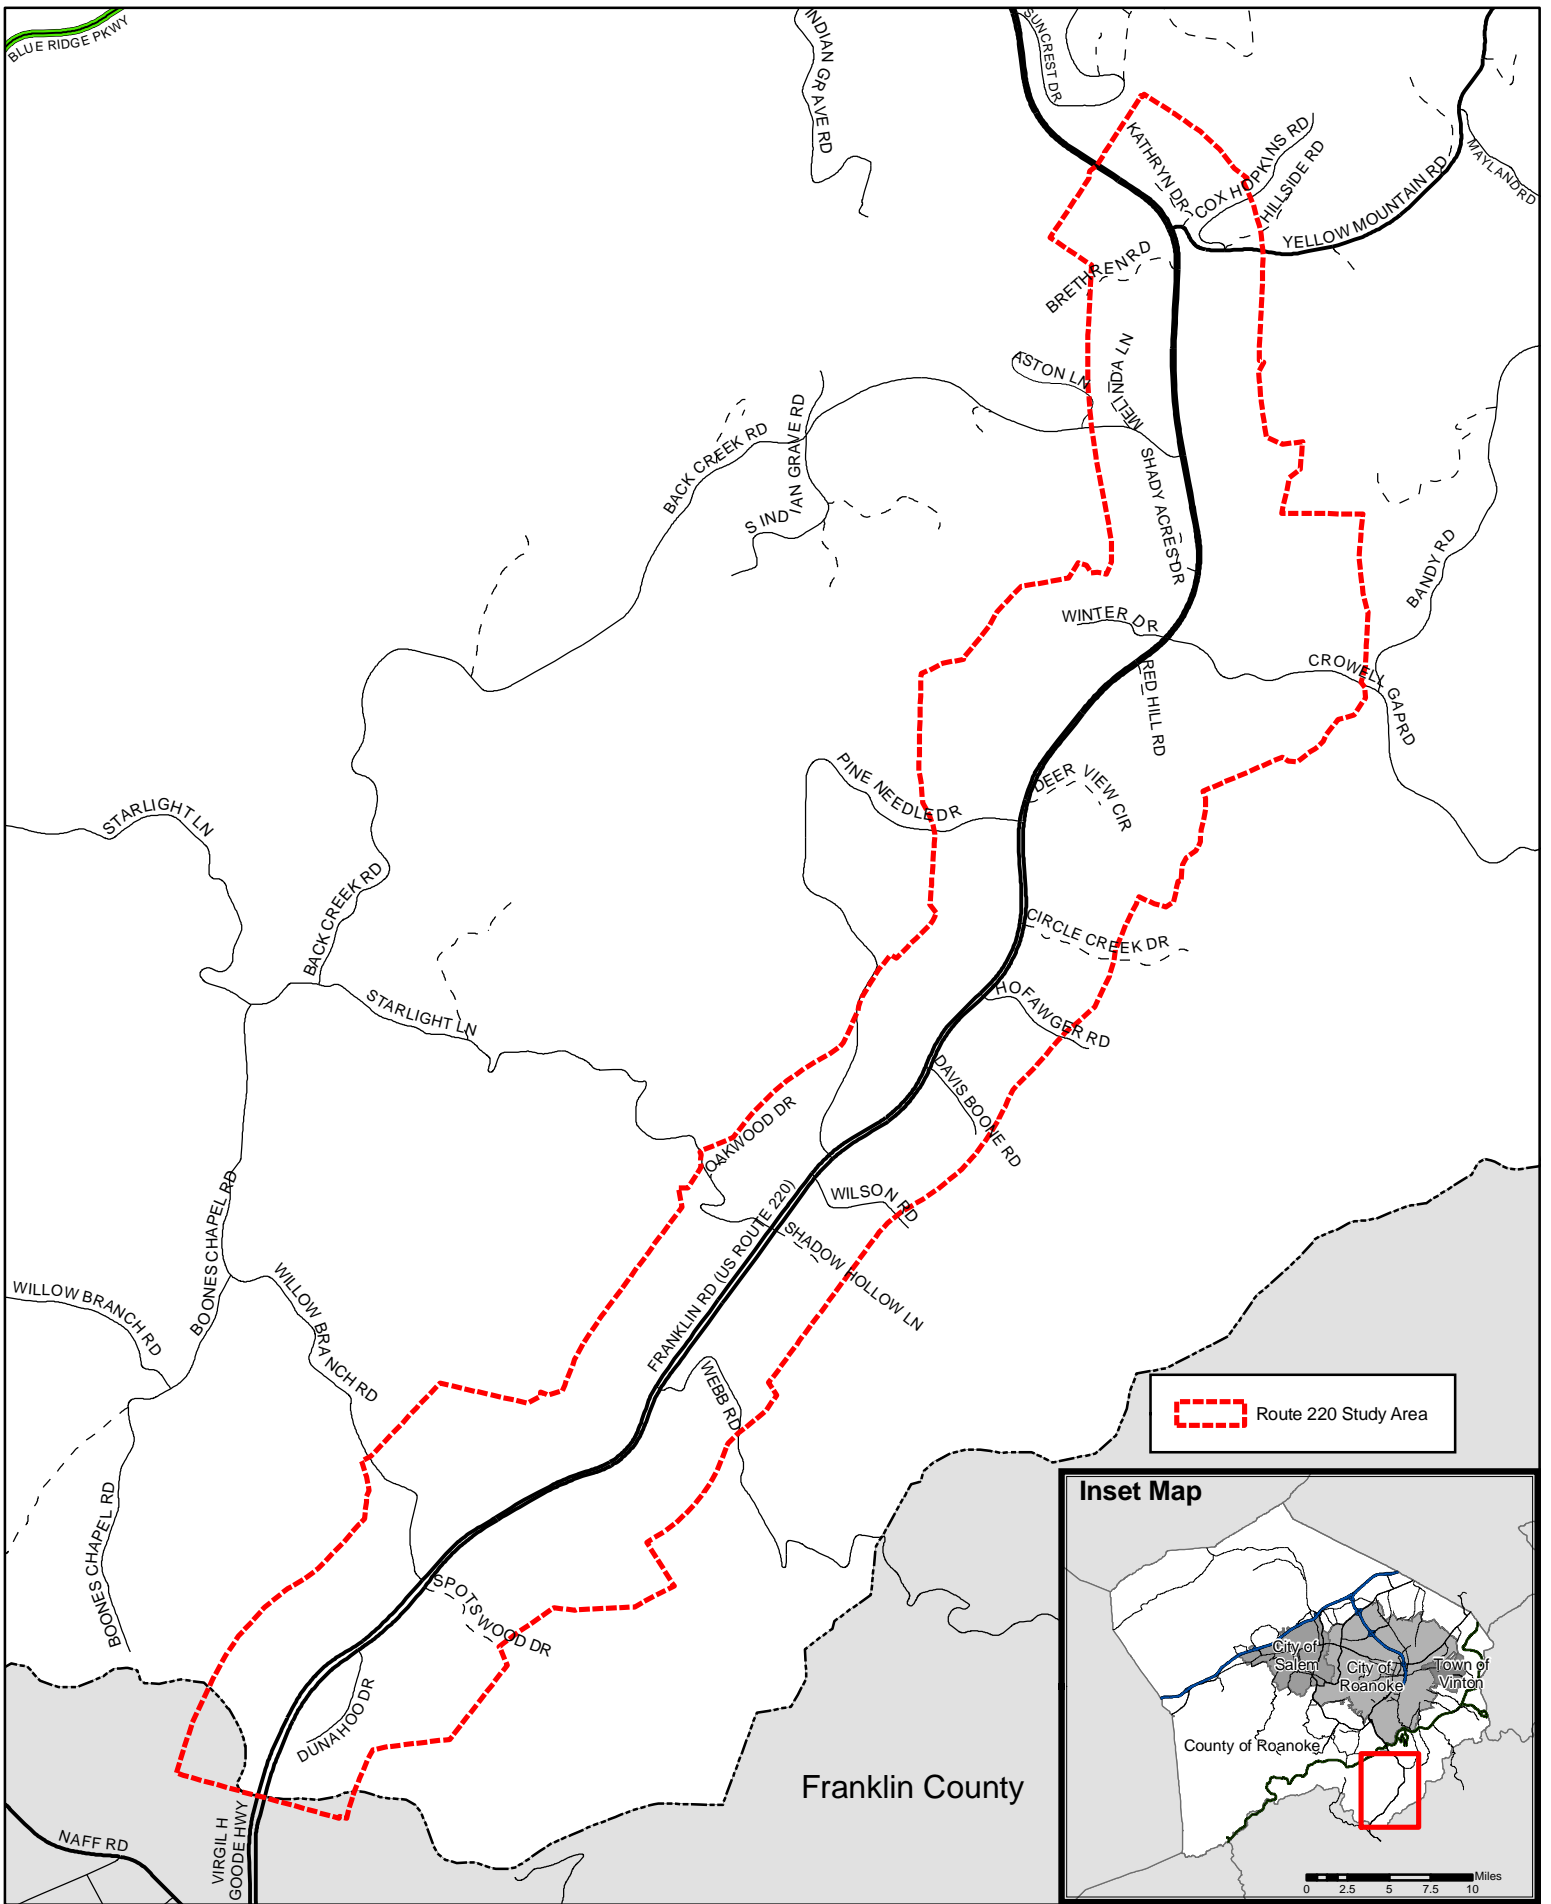 BLUE RIDGE PKWY
INDIAN GRAVE RD
SUNCREST DR
KATHRYN DR
COX HOPKINS RD
HILLSIDE RD
YELLOW MOUNTAIN RD
MAYLAND RD
BRETHREN RD
ASTON LN
MELINDA LN
BACK CREEK RD
S INDIAN GRAVE RD
SHADY ACRES DR
WINTER DR
RED HILL RD
CROWELL GAP RD
BANDY RD
PINE NEEDLE DR
DEER VIEW CIR
STARLIGHT LN
BACK CREEK RD
STARLIGHT LN
CIRCLE CREEK DR
HOFAWGER RD
DAVIS BOONE RD
OAKWOOD DR
WILSON RD
SHADOW HOLLOW LN
FRANKLIN RD (US ROUTE 220)
BOONES CHAPEL RD
WILLOW BRANCH RD
WILLOW BRANCH RD
WEBB RD
BOONES CHAPEL RD
SPOTSWOOD DR
DUNAHOO DR
VIRGIL H
GOODE HWY
NAFF RD
Franklin County
Route 220 Study Area
Inset Map
City of
Salem
City of
Roanoke
Town of
Vinton
County of Roanoke
Miles
0 2.5 5 7.5 10